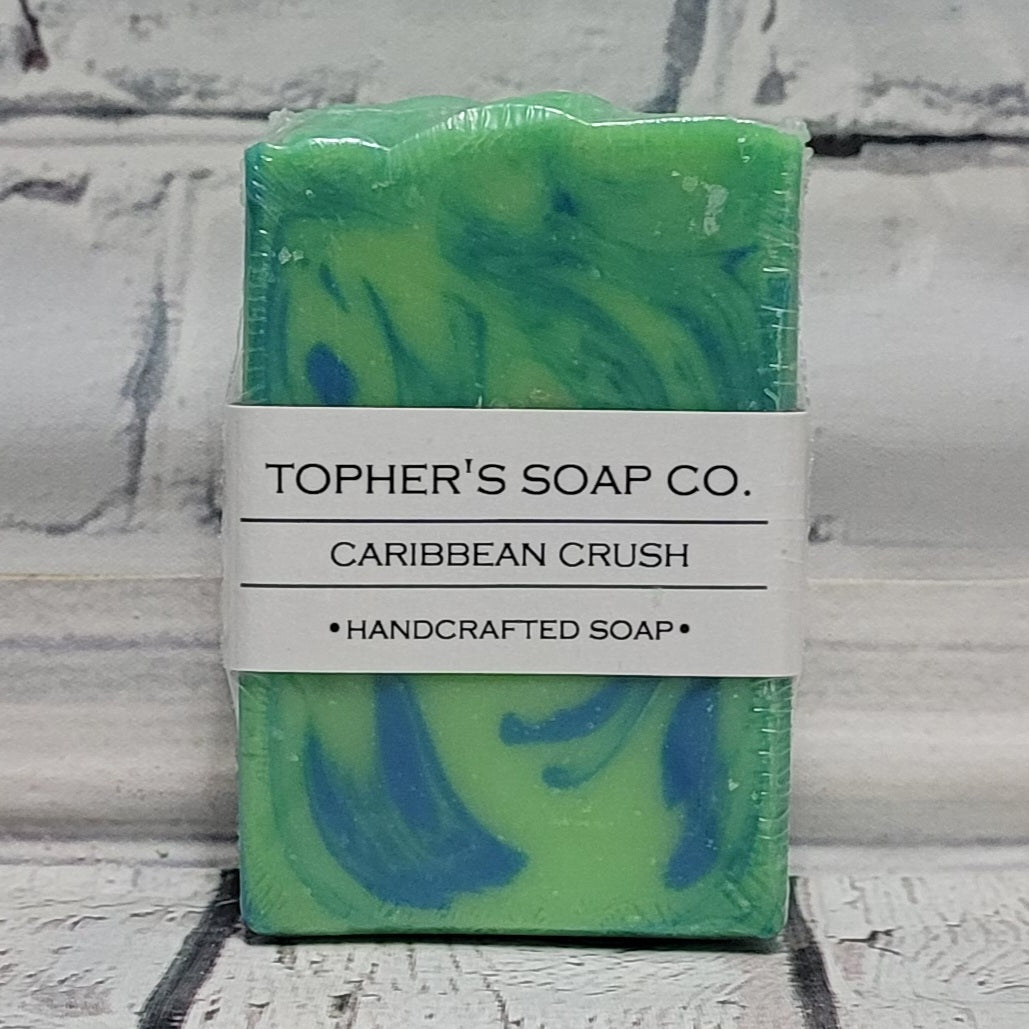 TOPHER'S SOAP CO.
CARIBBEAN CRUSH
•HANDCRAFTED SOAP•